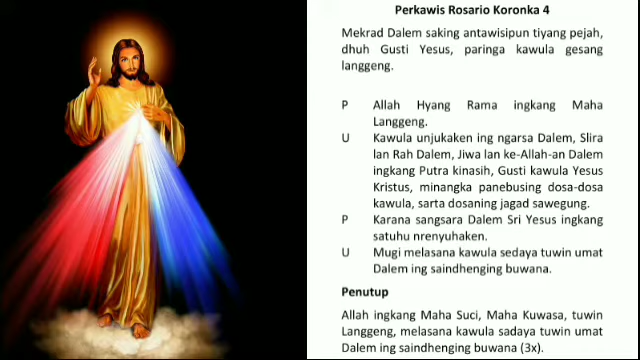 Perkawis Rosario Koronka 4
Mekrad Dalem saking antawisipun tiyang pejah,
dhuh Gusti Yesus, paringa kawula gesang
langgeng.
P Allah Hyang Rama ingkang Maha
Langgeng.
U Kawula unjukaken ing ngarsa Dalem, Slira
lan Rah Dalem, Jiwa lan ke-Allah-an Dalem
ingkang Putra kinasih, Gusti kawula Yesus
Kristus, minangka panebusing dosa-dosa
kawula, sarta dosaning jagad sawegung.
P Karana sangsara Dalem Sri Yesus ingkang
satuhu nrenyuhaken.
U Mugi melasana kawula sedaya tuwin umat
Dalem ing saindhenging buwana.
Penutup
Allah ingkang Maha Suci, Maha Kuwasa, tuwin
Langgeng, melasana kawula sadaya tuwin umat
Dalem ing saindhenging buwana (3x).